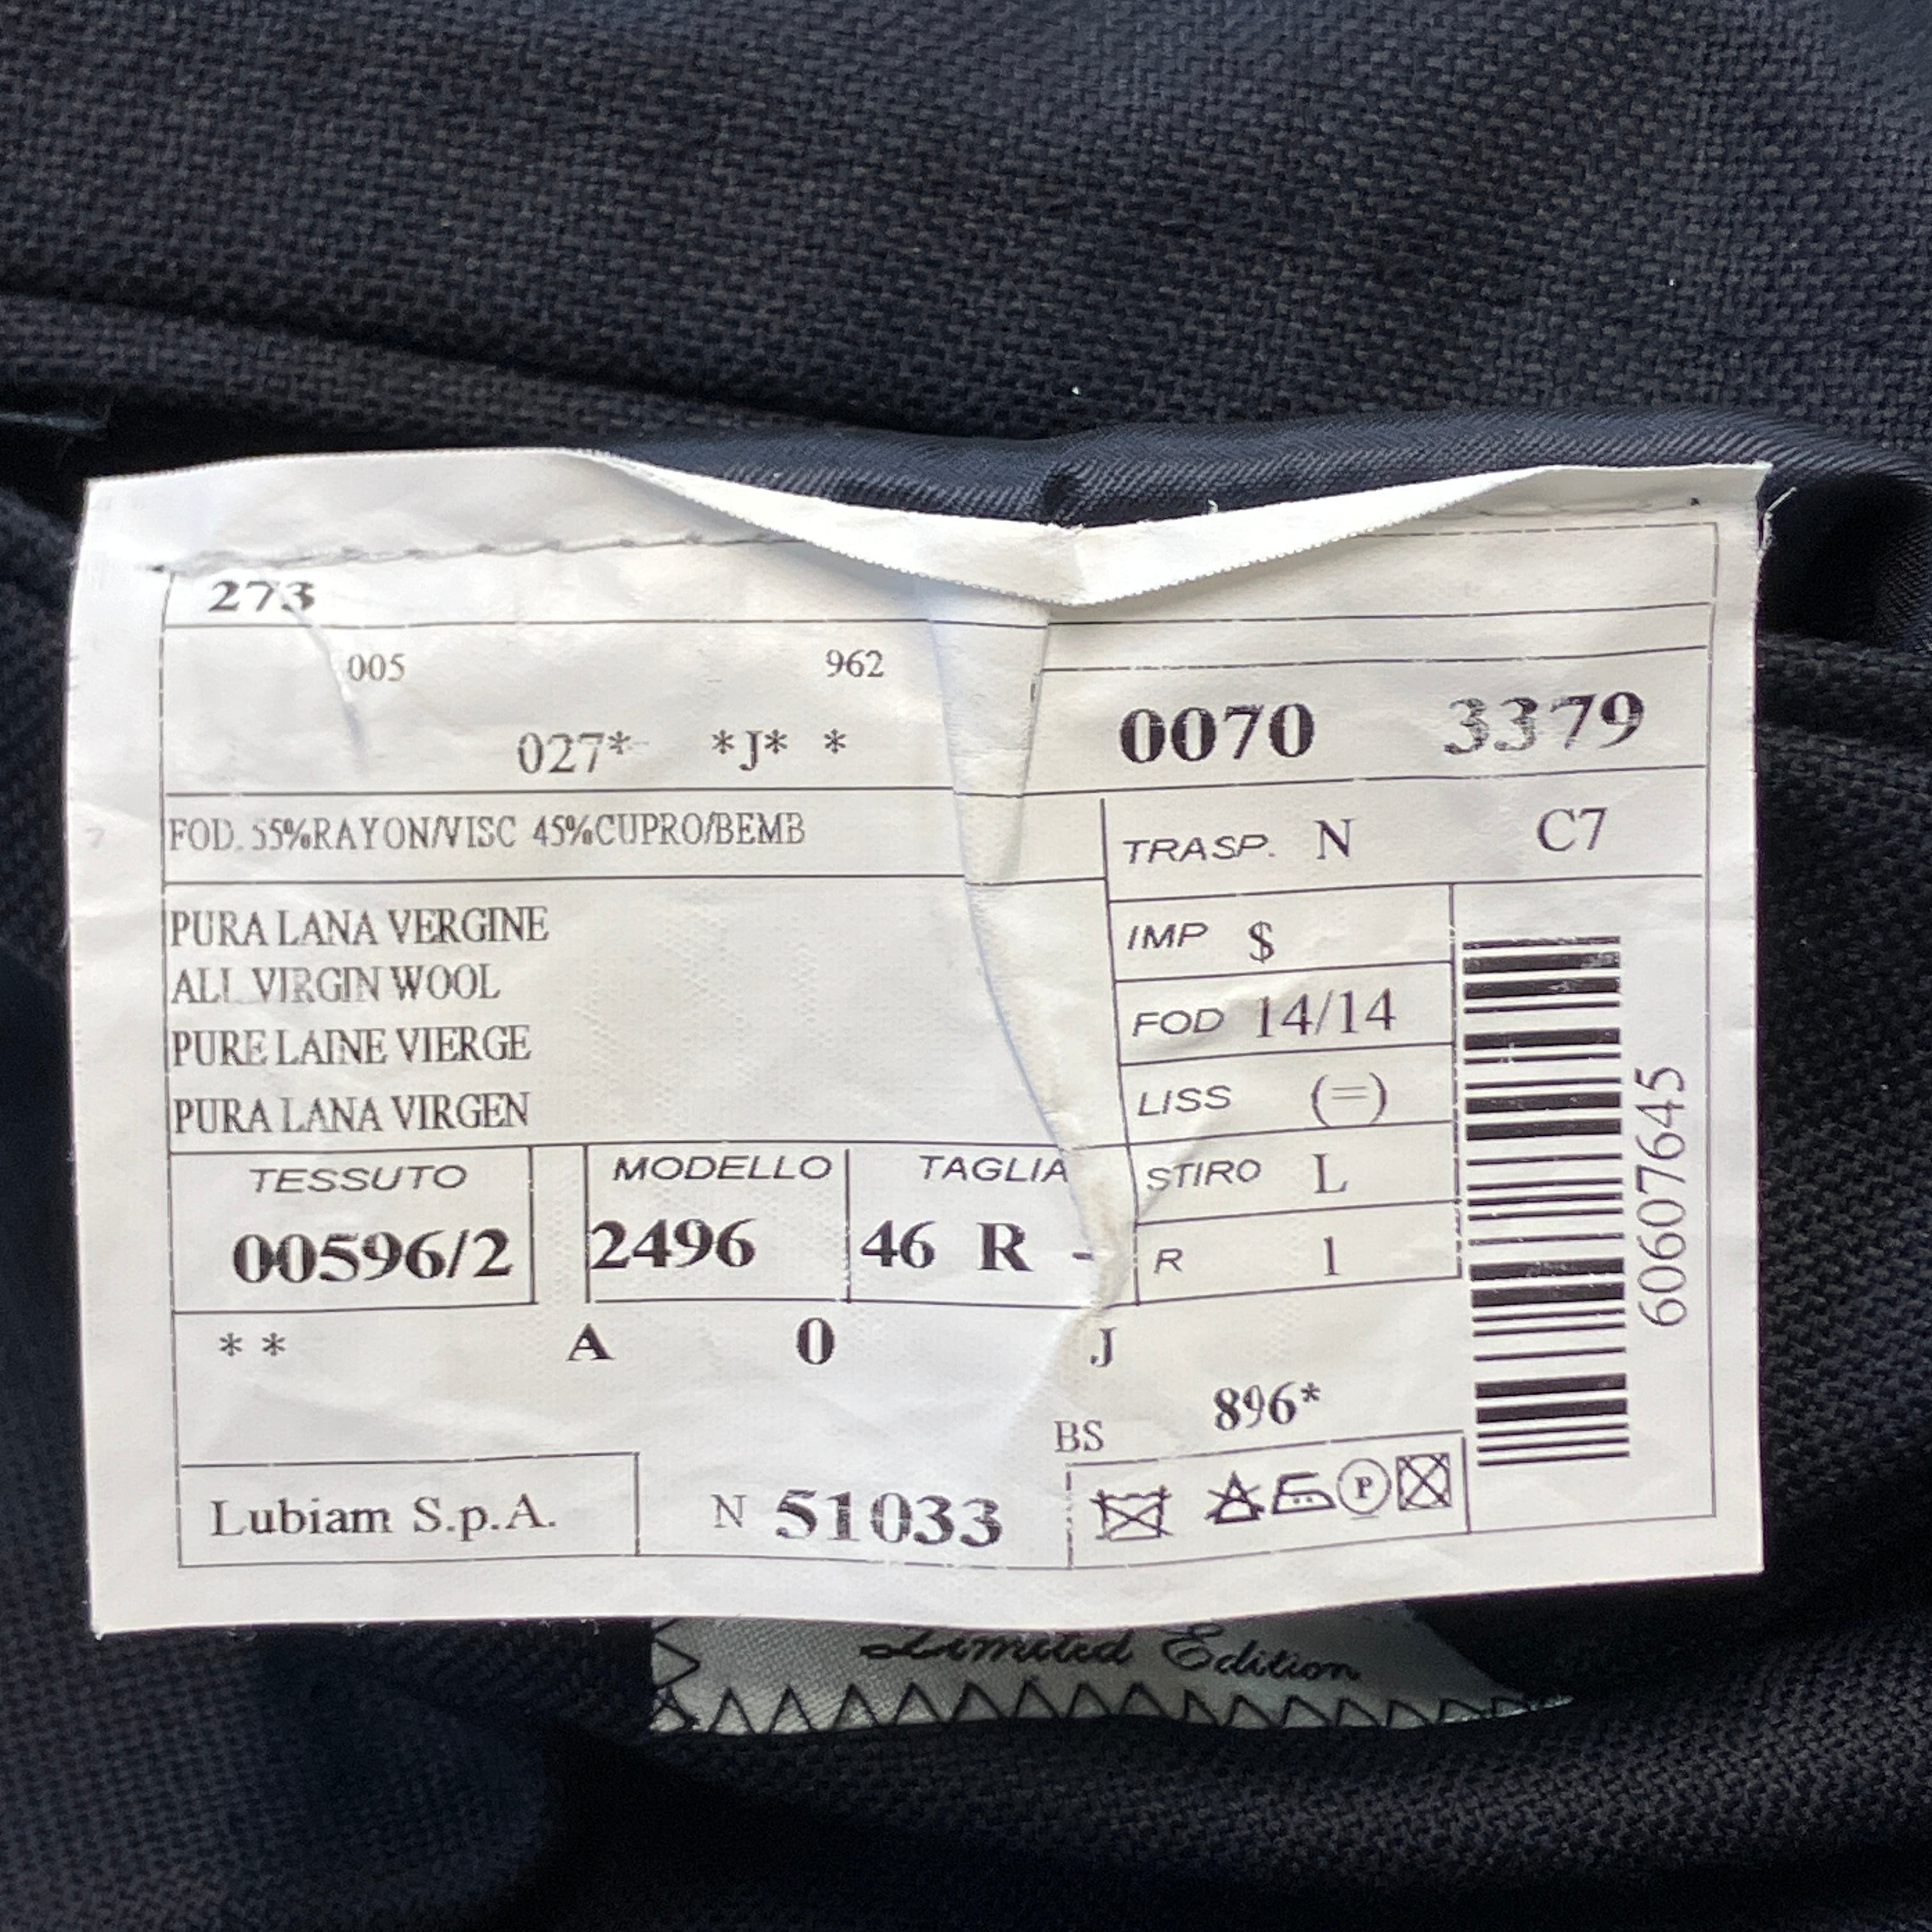 273
005 962
027* *J* *
0070 3379
FOD. 55%RAYON/VISC 45%CUPRO/BEMB
TRASP. N C7
PURA LANA VERGINE
ALL VIRGIN WOOL
PURE LAINE VIERGE
PURA LANA VIRGEN
IMP $
FOD 14/14
LISS (=)
STIRO L
R 1
60607645
TESSUTO MODELLO TAGLIA
00596/2 2496 46 R -
** A 0 J
BS 896*
Lubiam S.p.A. N 51033
P
Limited Edition